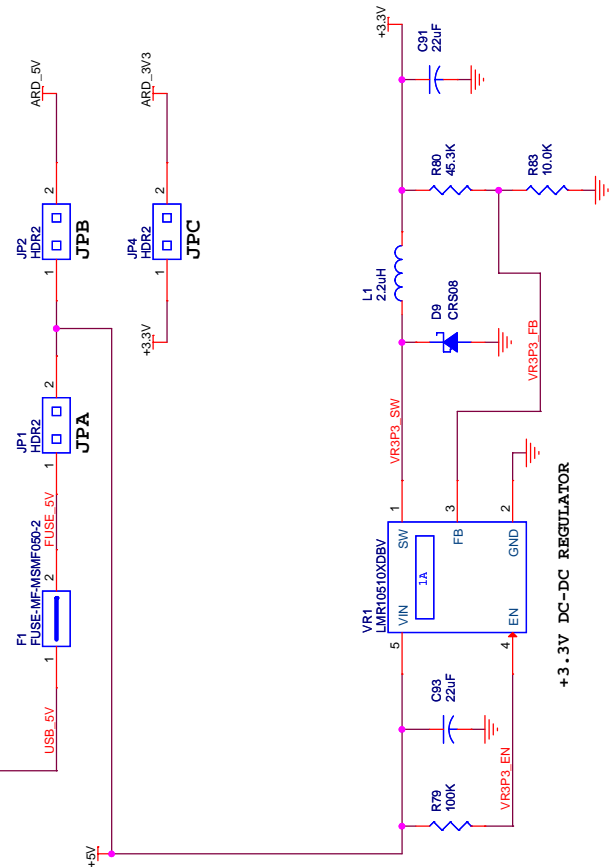 USB_5V
1
F1
FUSE-MF-MSMF050-2
2
FUSE_5V
1
JP1
HDR2
JPA
2
1
JP2
HDR2
JPB
2
ARD_5V
+3.3V
1
JP4
HDR2
JPC
2
ARD_3V3
+5V
R79
100K
C93
22uF
VR3P3_EN
5
4
VR1
LMR10510XDBV
VIN
EN
1A
SW
FB
GND
1
3
2
VR3P3_SW
D9
CRS08
L1
2.2uH
VR3P3_FB
R80
45.3K
R83
10.0K
C91
22uF
+3.3V
+3.3V DC-DC REGULATOR